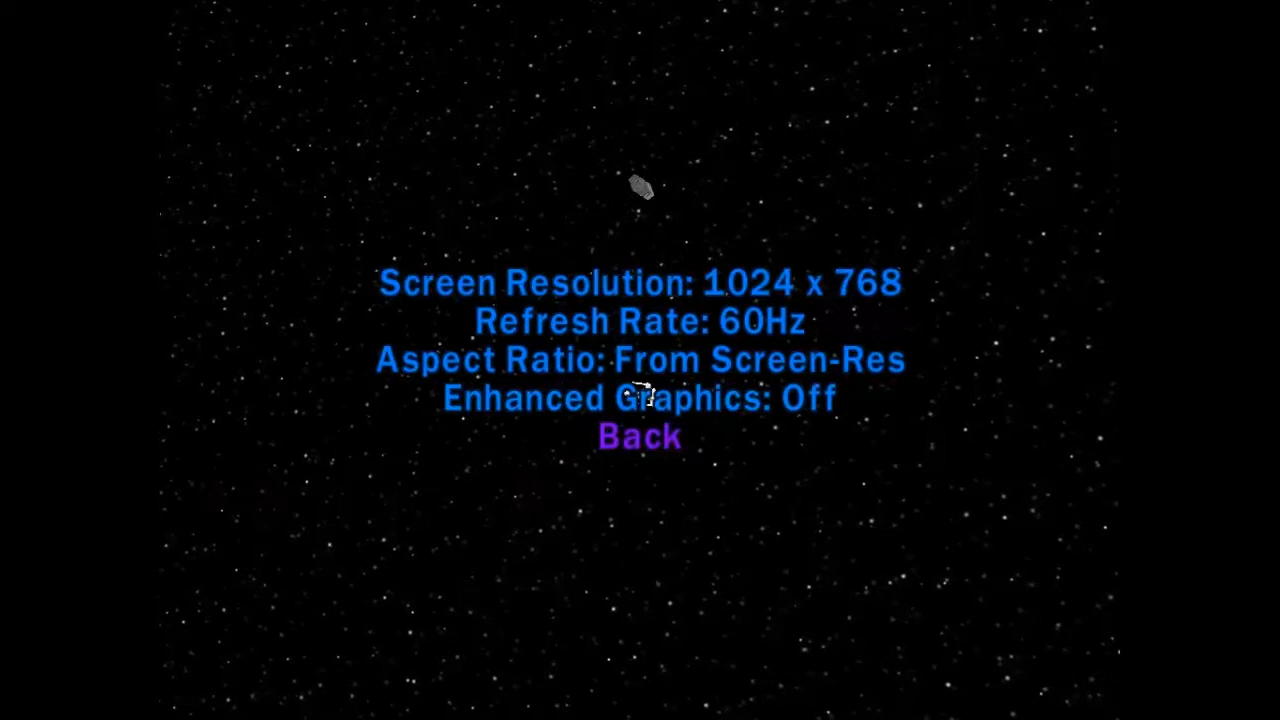 Screen Resolution: 1024 x 768
Refresh Rate: 60Hz
Aspect Ratio: From Screen-Res
Enhanced Graphics: Off
Back